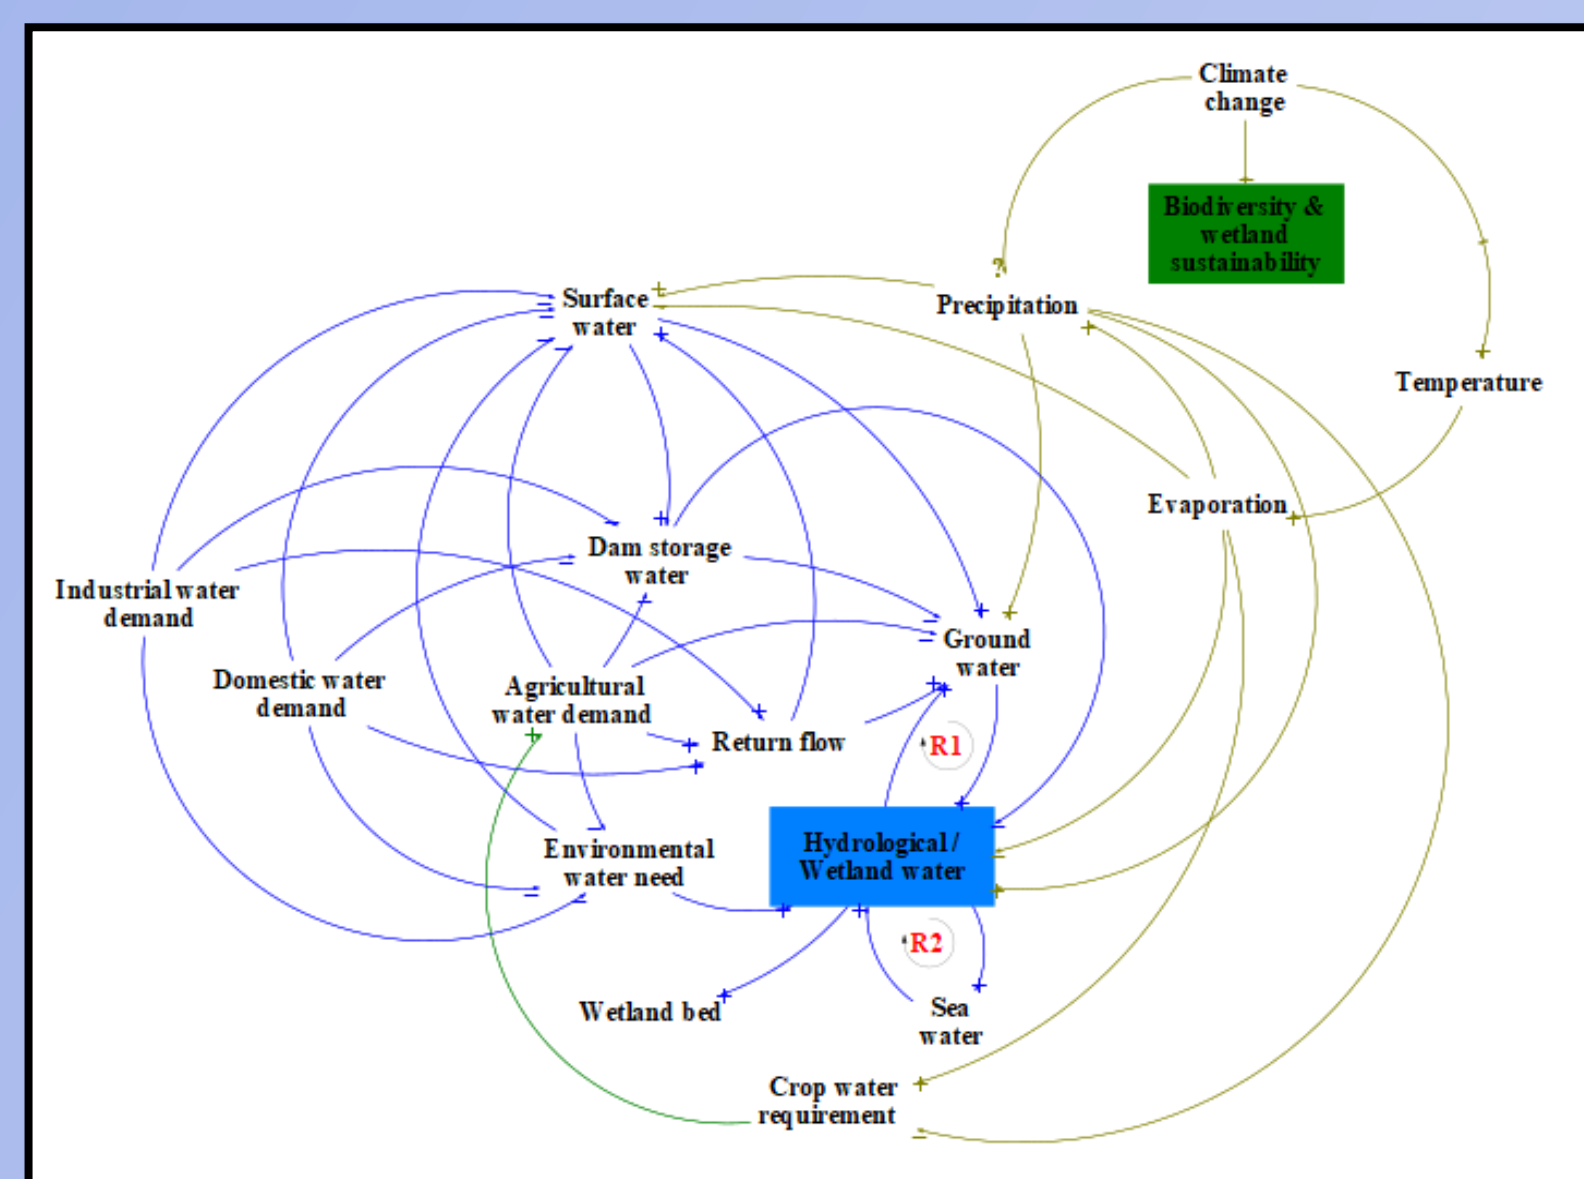 Climate
change
Biodiversity &
wetland
sustainability
?
Surface
water
Precipitation
Temperature
Evaporation
Dam storage
water
Industrial water
demand
Ground
water
Domestic water
demand
Agricultural
water demand
Return flow
R1
Environmental
water need
Hydrological /
Wetland water
R2
Wetland bed
Sea
water
Crop water
requirement